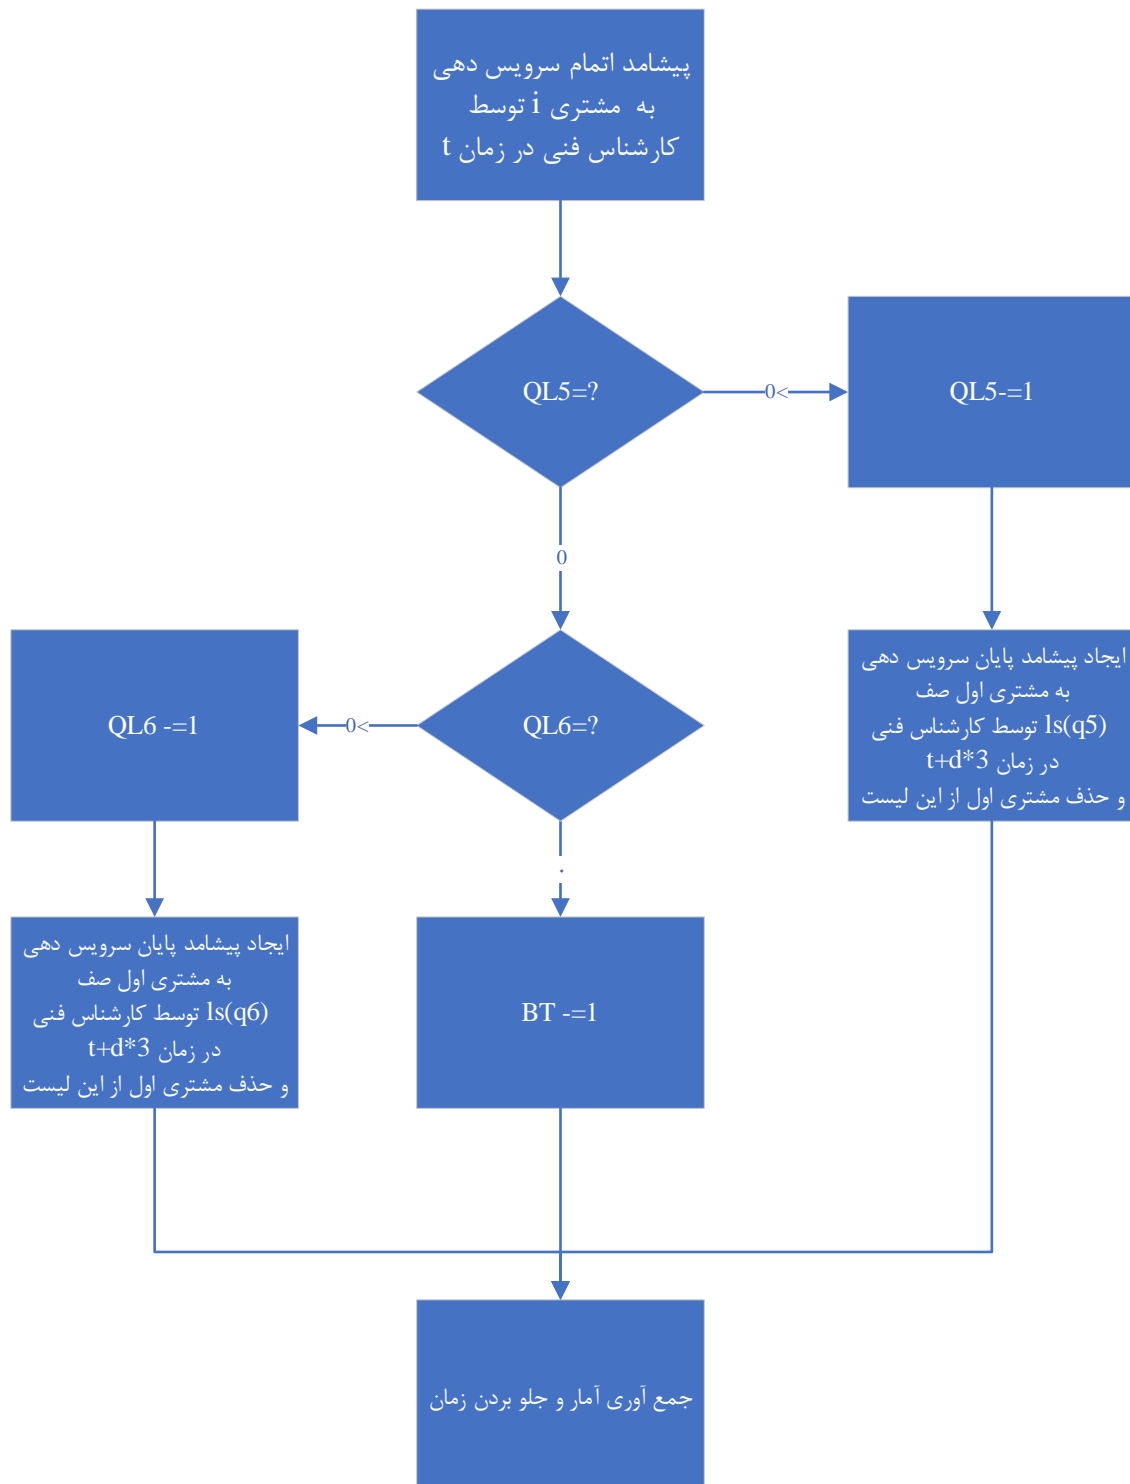 پیشامد اتمام سرویس دهی
به مشتری i توسط
کارشناس فنی در زمان t
QL5=?
0<
QL5-=1
0
ایجاد پیشامد پایان سرویس دهی
به مشتری اول صف
ls(q5) توسط کارشناس فنی
در زمان t+d*3
و حذف مشتری اول از این لیست
QL6=?
0<
QL6 -=1
.
ایجاد پیشامد پایان سرویس دهی
به مشتری اول صف
ls(q6) توسط کارشناس فنی
در زمان t+d*3
و حذف مشتری اول از این لیست
BT -=1
جمع آوری آمار و جلو بردن زمان